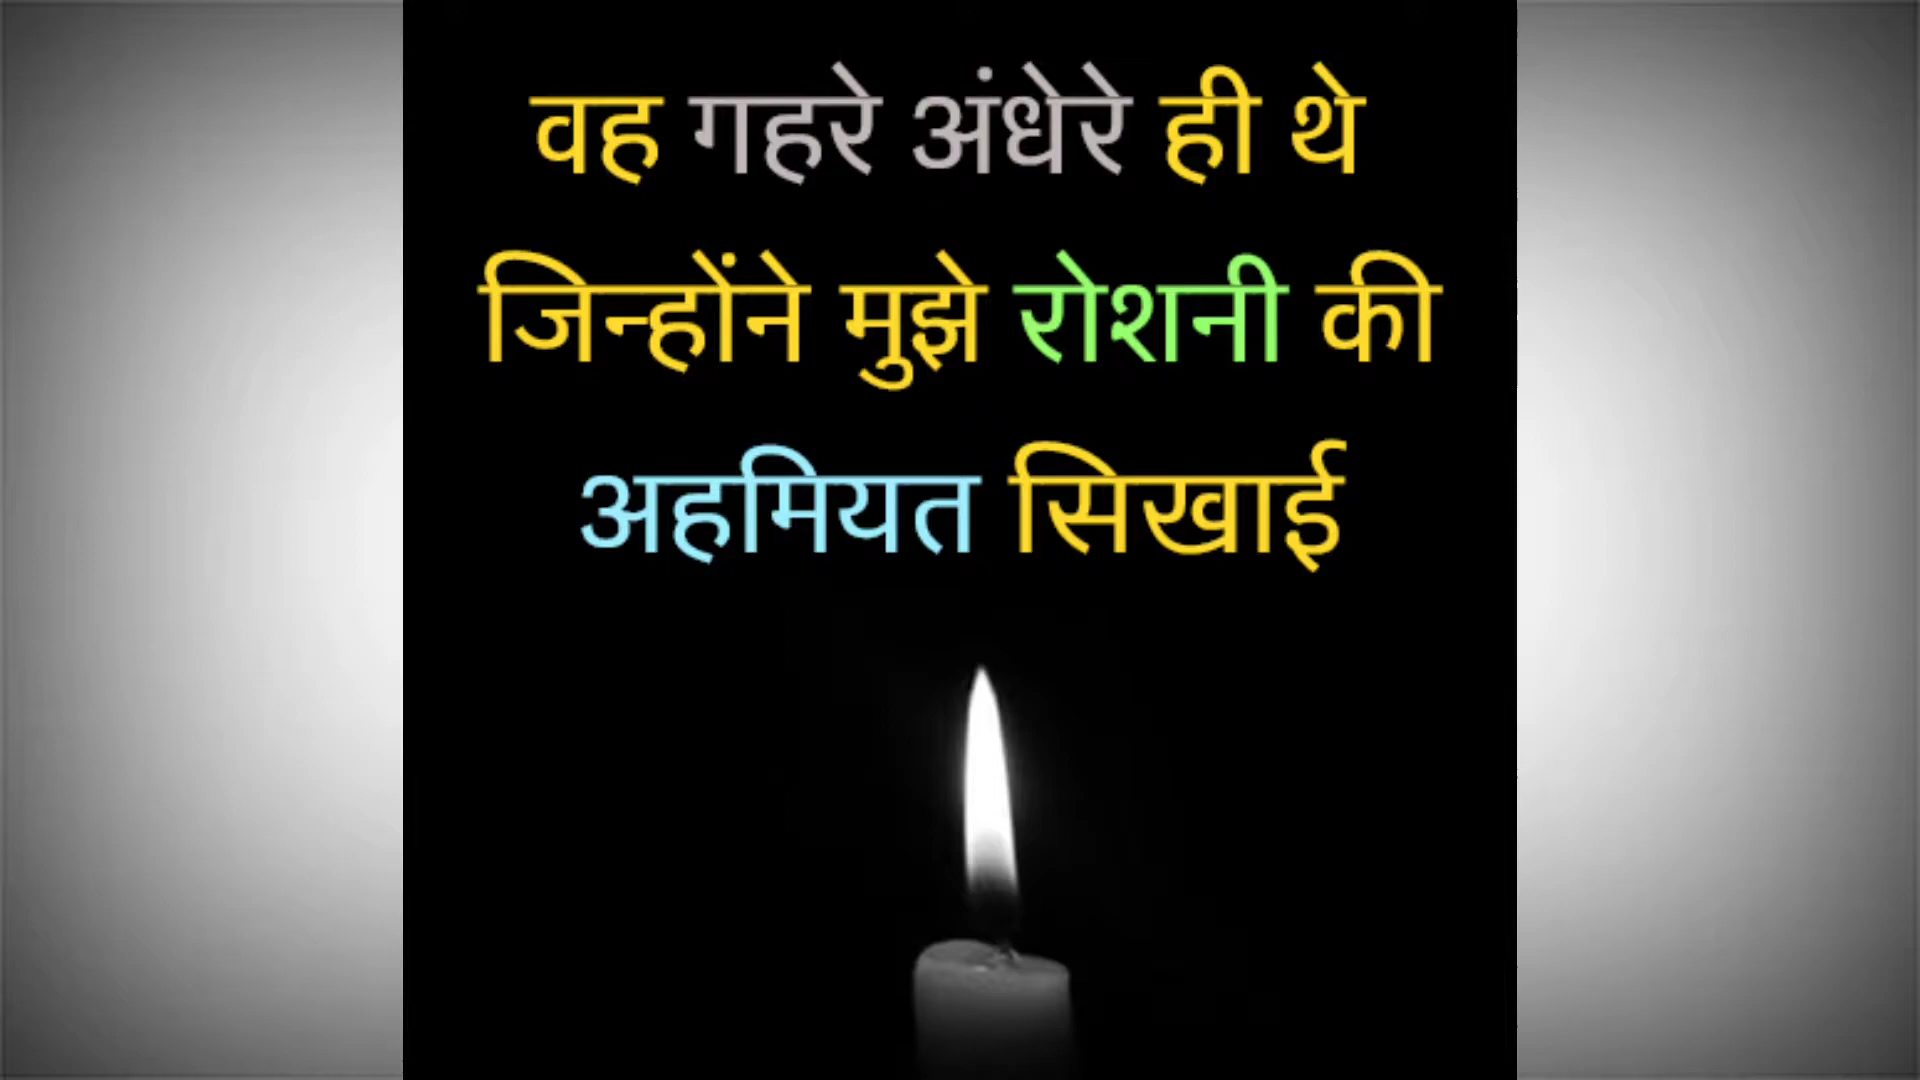 वह गहरे अंधेरे ही थे
जिन्होंने मुझे रोशनी की
अहमियत सिखाई